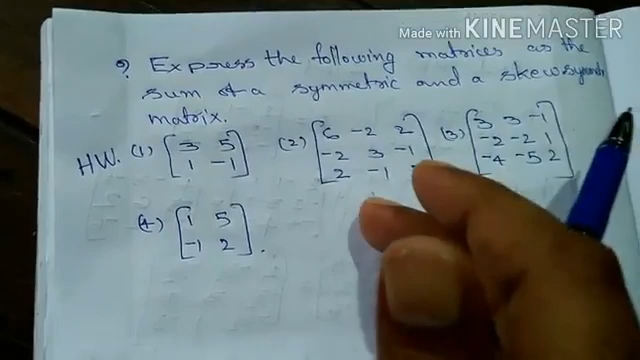 Made with KINEMASTER
? Express the following matrices as the
sum of a symmetric and a skew
matrix.
HW. (1) [3 5 (2) [6 -2 2 (3) [3 3 -1
1 -1] -2 3 -1 -2 -2 1
2 -1 -4 -5 2]
(4) [1 5
-1 2].